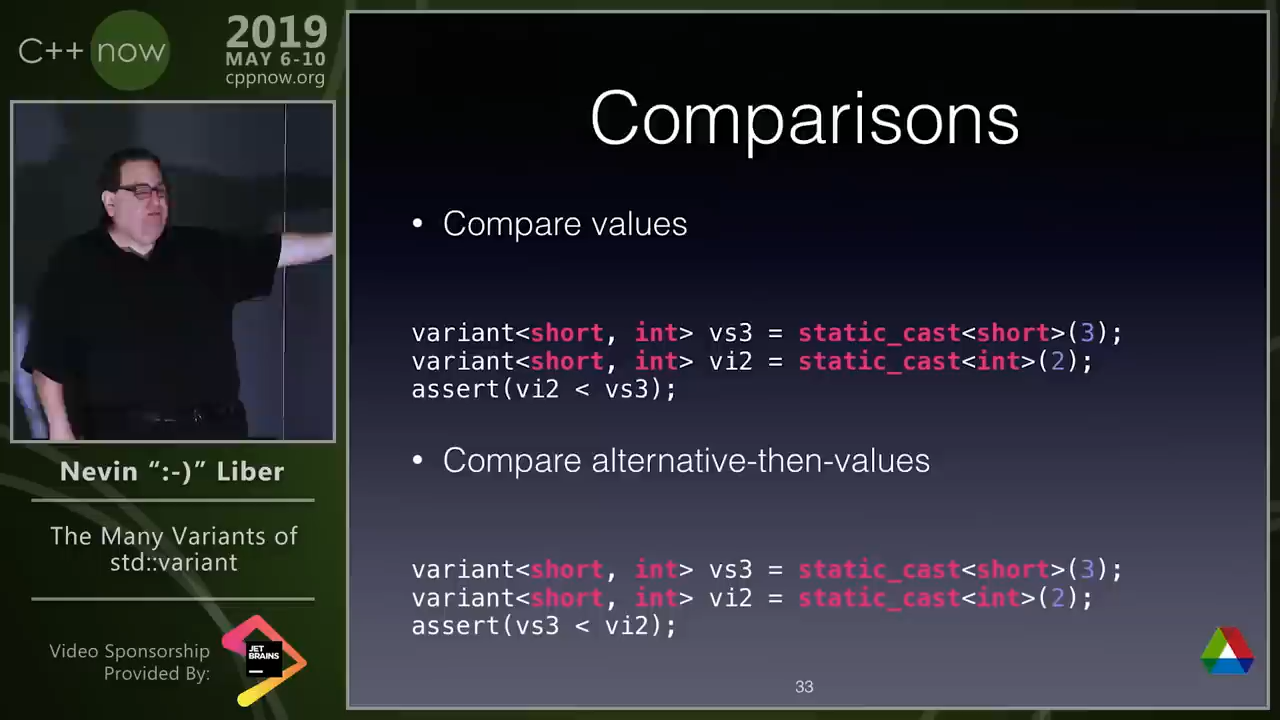 C++ now
2019
MAY 6-10
cppnow.org
Nevin “:-)” Liber
The Many Variants of
std::variant
Video Sponsorship
Provided By:
JET
BRAINS
Comparisons
• Compare values
variant<short, int> vs3 = static_cast<short>(3);
variant<short, int> vi2 = static_cast<int>(2);
assert(vi2 < vs3);
• Compare alternative-then-values
variant<short, int> vs3 = static_cast<short>(3);
variant<short, int> vi2 = static_cast<int>(2);
assert(vs3 < vi2);
33